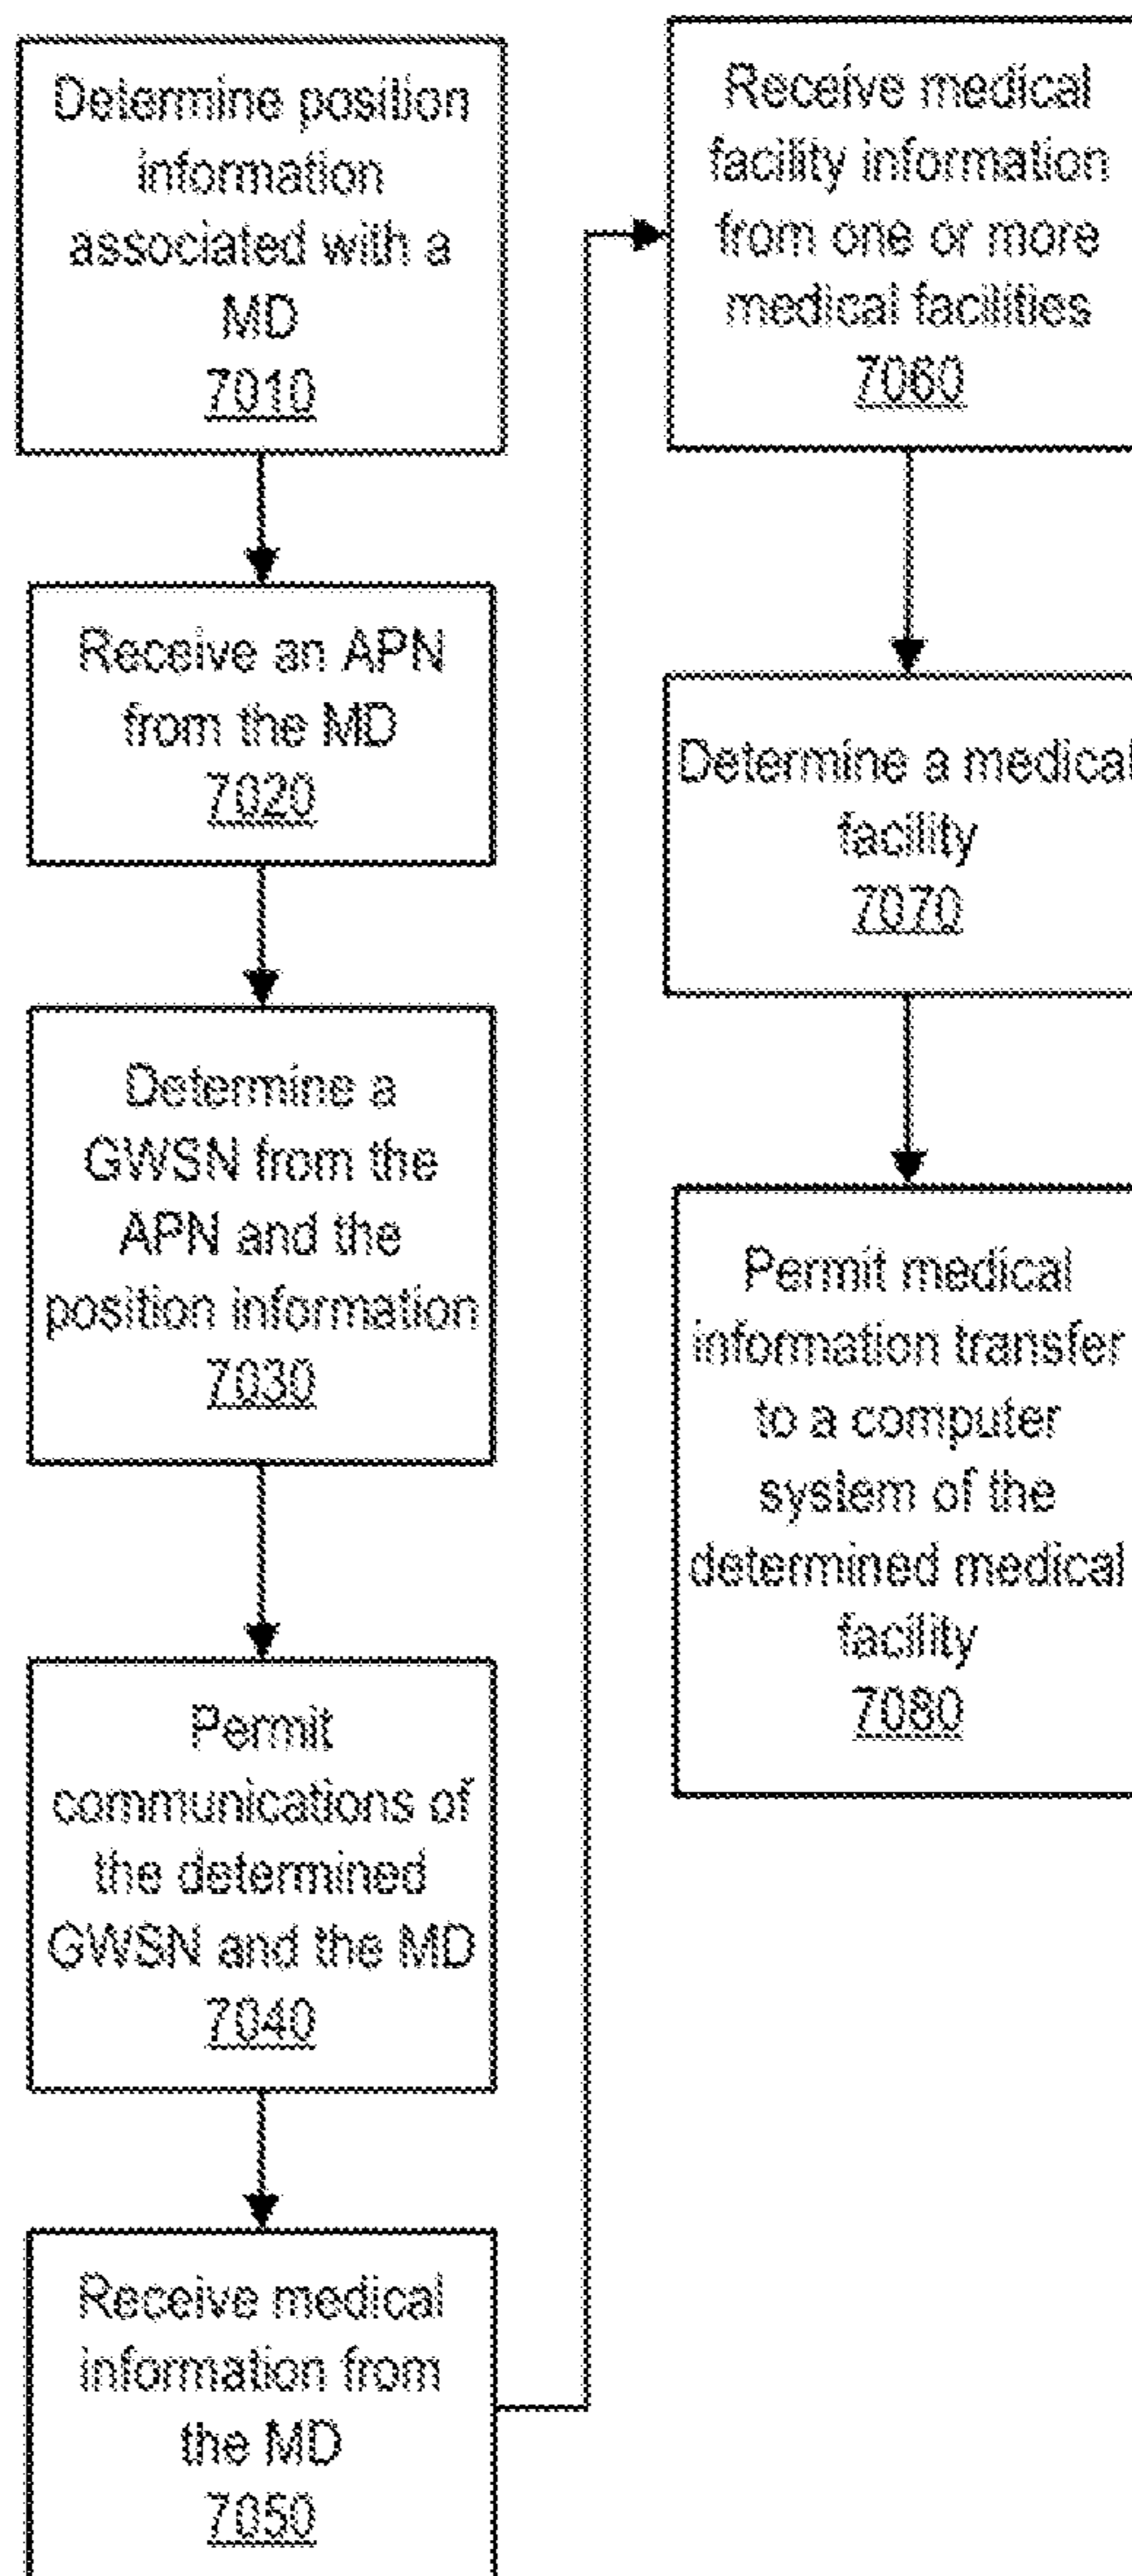 Determine position
information
associated with a
MD
7010
Receive an APN
from the MD
7020
Determine a
GWSN from the
APN and the
position information
7030
Permit
communications of
the determined
GWSN and the MD
7040
Receive medical
information from
the MD
7050
Receive medical
facility information
from one or more
medical facilities
7060
Determine a medical
facility
7070
Permit medical
information transfer
to a computer
system of the
determined medical
facility
7080